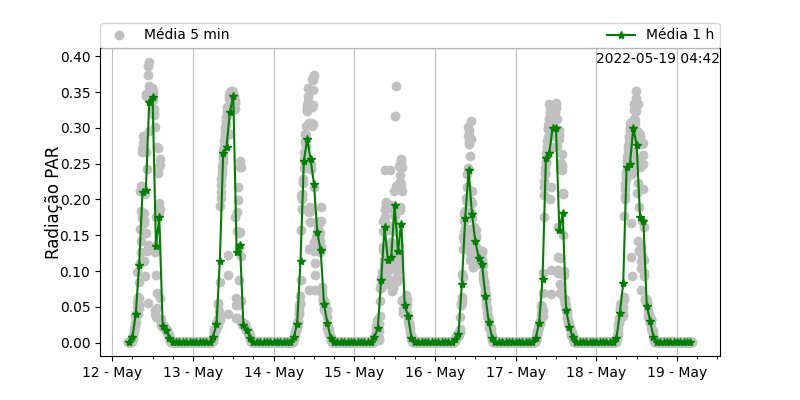 Média 5 min
Média 1 h
2022-05-19 04:42
Radiação PAR
0.40
0.35
0.30
0.25
0.20
0.15
0.10
0.05
0.00
12 - May
13 - May
14 - May
15 - May
16 - May
17 - May
18 - May
19 - May